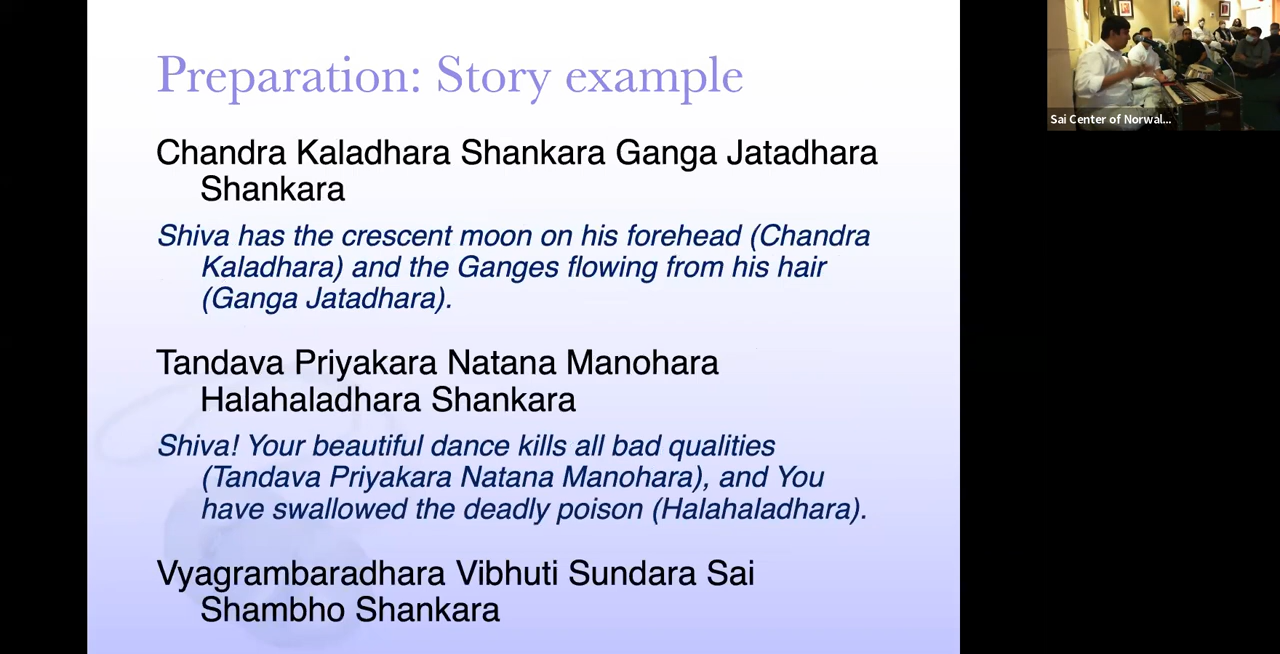 Preparation: Story example
Chandra Kaladhara Shankara Ganga Jatadhara
Shankara
Shiva has the crescent moon on his forehead (Chandra
Kaladhara) and the Ganges flowing from his hair
(Ganga Jatadhara).
Tandava Priyakara Natana Manohara
Halahaladhara Shankara
Shiva! Your beautiful dance kills all bad qualities
(Tandava Priyakara Natana Manohara), and You
have swallowed the deadly poison (Halahaladhara).
Vyagrambaradhara Vibhuti Sundara Sai
Shambho Shankara
Sai Center of Norwal...